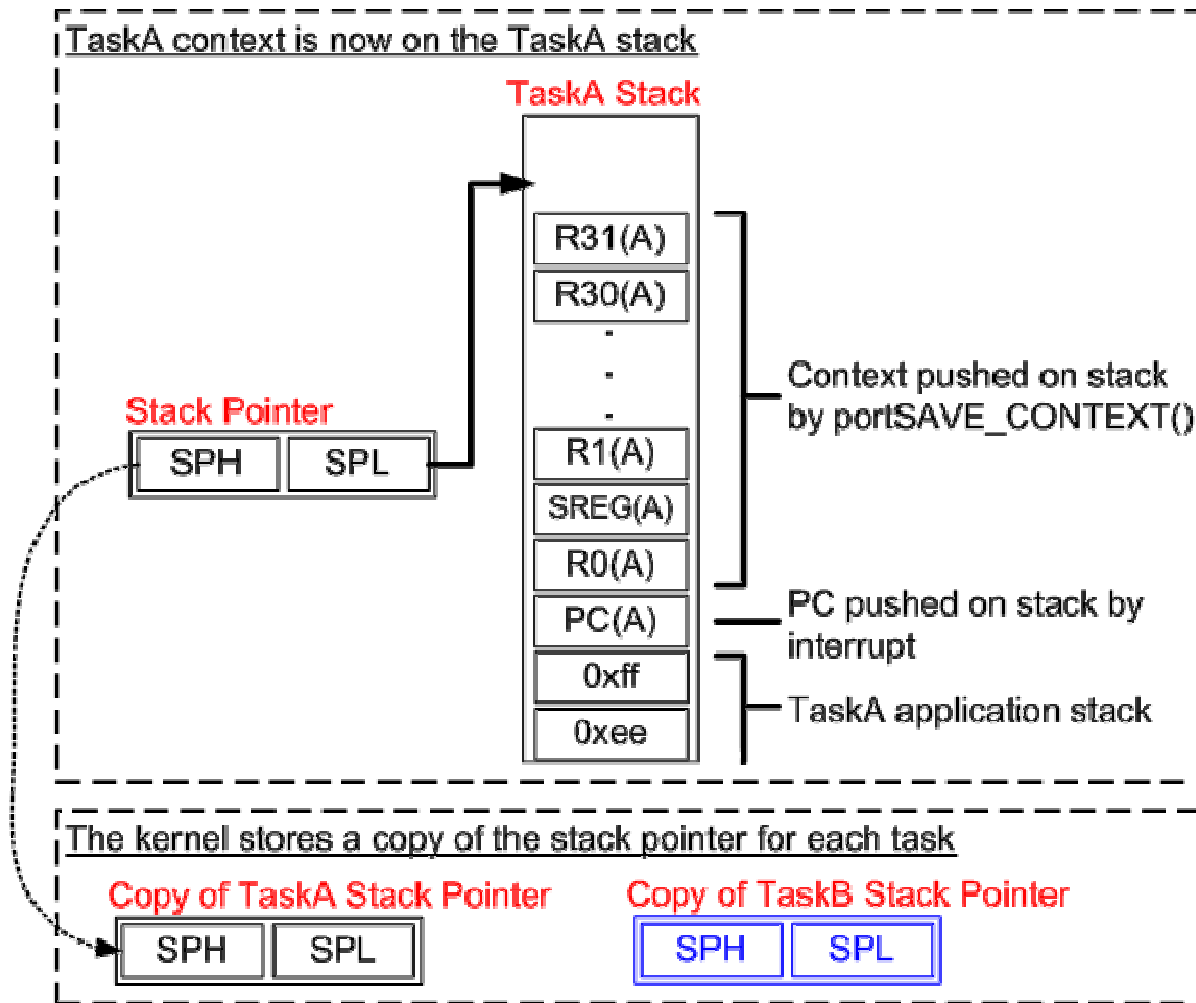 TaskA context is now on the TaskA stack
TaskA Stack
R31(A)
R30(A)
Context pushed on stack
by portSAVE_CONTEXT()
Stack Pointer
SPH SPL
R1(A)
SREG(A)
R0(A)
PC(A)
PC pushed on stack by
interrupt
0xff
TaskA application stack
0xee
The kernel stores a copy of the stack pointer for each task
Copy of TaskA Stack Pointer Copy of TaskB Stack Pointer
SPH SPL SPH SPL